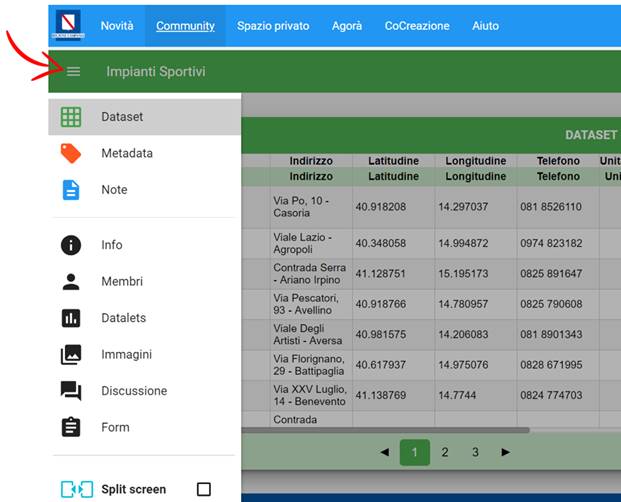 Novità Community Spazio privato Agorà CoCreazione Aiuto
Impianti Sportivi
Dataset
Metadata
Note
Info
Membri
Datalets
Immagini
Discussione
Form
Split screen
DATASET
Indirizzo Latitudine Longitudine Telefono Unit
Indirizzo Latitudine Longitudine Telefono Uni
Via Po, 10 -
Casoria 40.918208 14.297037 081 8526110
Viale Lazio -
Agropoli 40.348058 14.994872 0974 823182
Contrada Serra
- Ariano Irpino 41.128751 15.195173 0825 891647
Via Pescatori,
93 - Avellino 40.918766 14.780957 0825 790608
Viale Degli
Artisti - Aversa 40.981575 14.206083 081 8901343
Via Florignano,
29 - Battipaglia 40.617937 14.975076 0828 671995
Via XXV Luglio,
14 - Benevento 41.138769 14.7744 0824 774703
Contrada
1 2 3